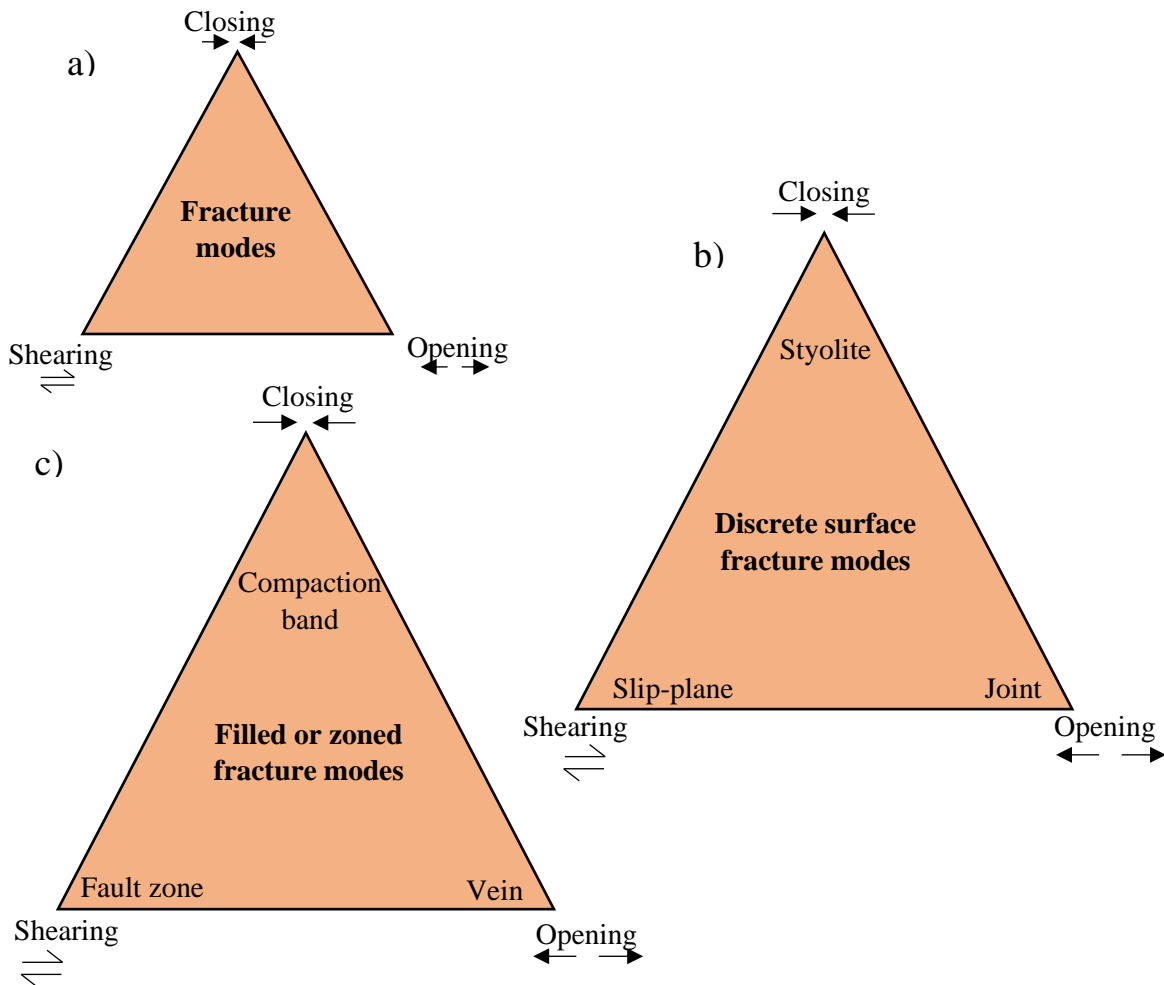 a)
Closing
Fracture
modes
Shearing
Opening
b)
Closing
Styolite
Discrete surface
fracture modes
Slip-plane
Joint
Shearing
Opening
c)
Closing
Compaction
band
Filled or zoned
fracture modes
Fault zone
Vein
Shearing
Opening